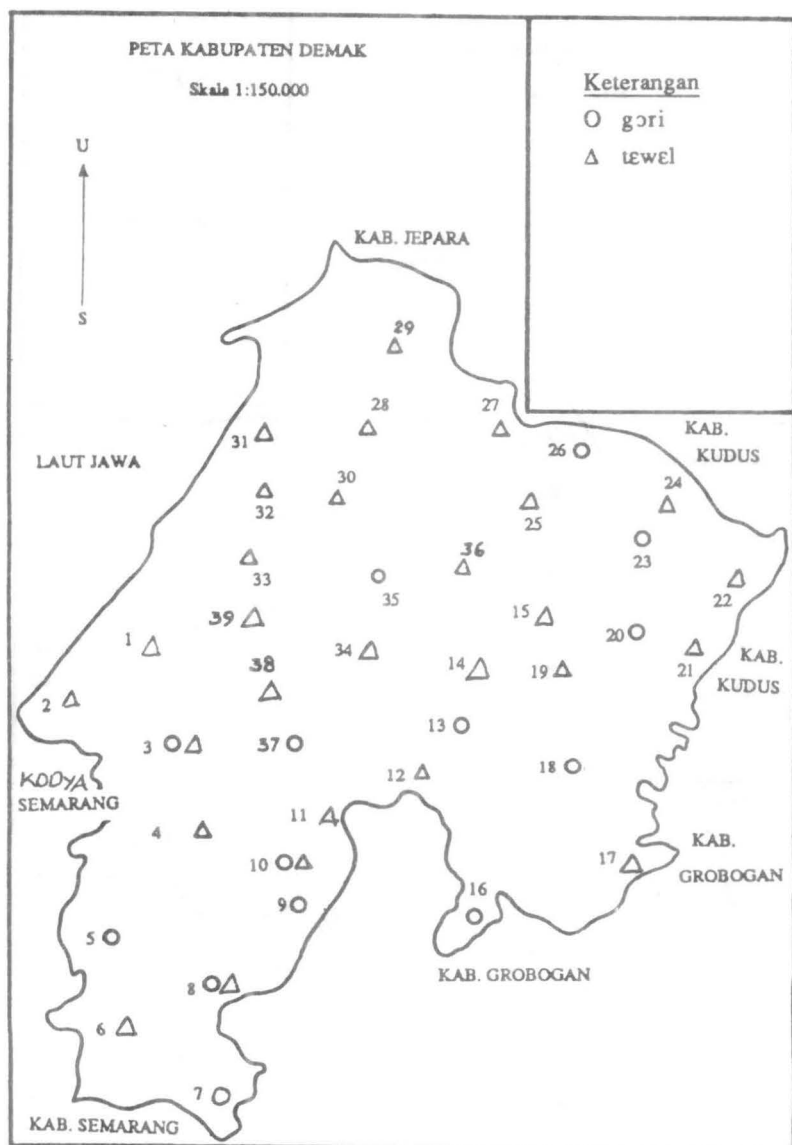 PETA KABUPATEN DEMAK
Skala 1:150.000
Keterangan
O gɔri
Δ tɛwɛl
U
S
KAB. JEPARA
29
28
27
31
26
KAB.
KUDUS
LAUT JAWA
30
24
32
25
23
36
33
35
22
39
15
20
1
34
14
19
21
KAB.
KUDUS
38
2
13
3
37
18
12
KODYA
SEMARANG
11
4
KAB.
GROBOGAN
10
17
9
16
5
KAB. GROBOGAN
8
6
7
KAB. SEMARANG